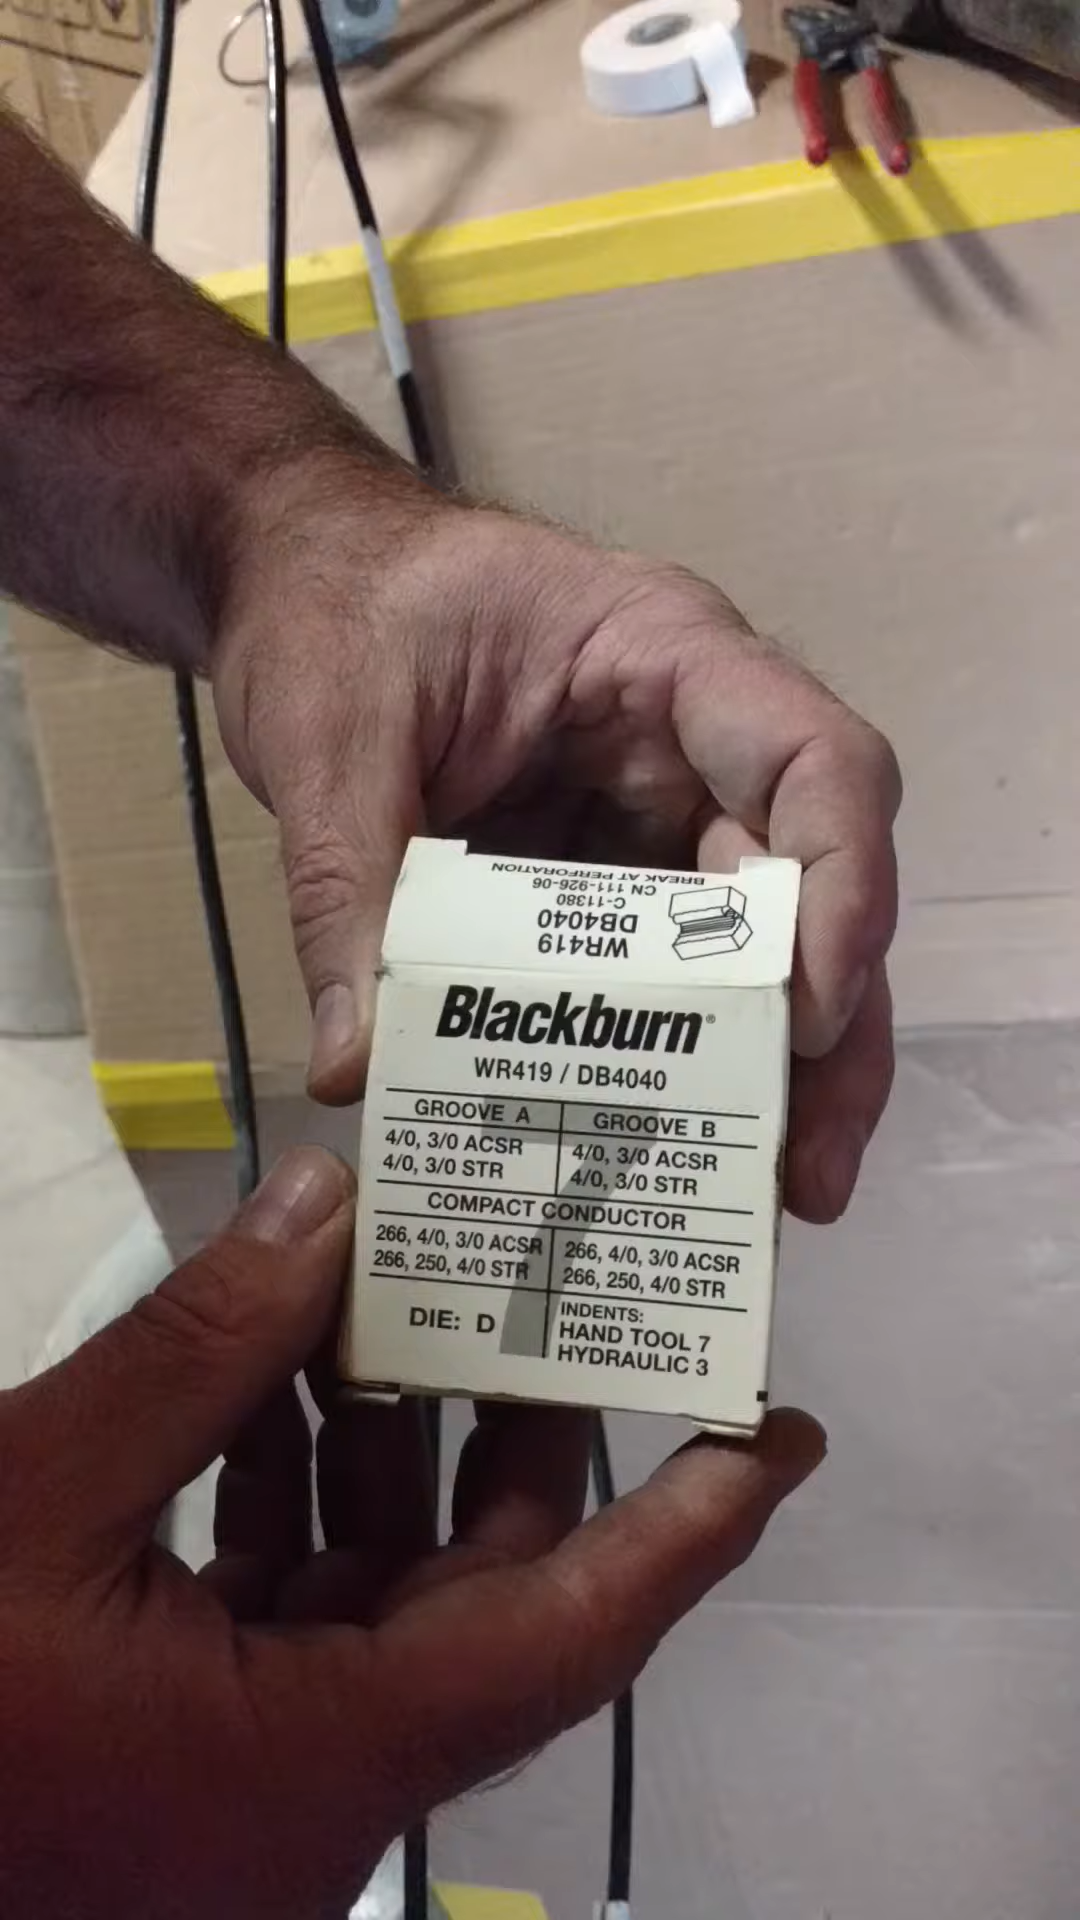 BREAK AT PERFORATION
CN 111-926-06
C-11380
DB4040
WR419
Blackburn®
WR419 / DB4040
GROOVE A
GROOVE B
4/0, 3/0 ACSR
4/0, 3/0 STR
4/0, 3/0 ACSR
4/0, 3/0 STR
7
COMPACT CONDUCTOR
266, 4/0, 3/0 ACSR
266, 250, 4/0 STR
266, 4/0, 3/0 ACSR
266, 250, 4/0 STR
DIE: D
INDENTS:
HAND TOOL 7
HYDRAULIC 3